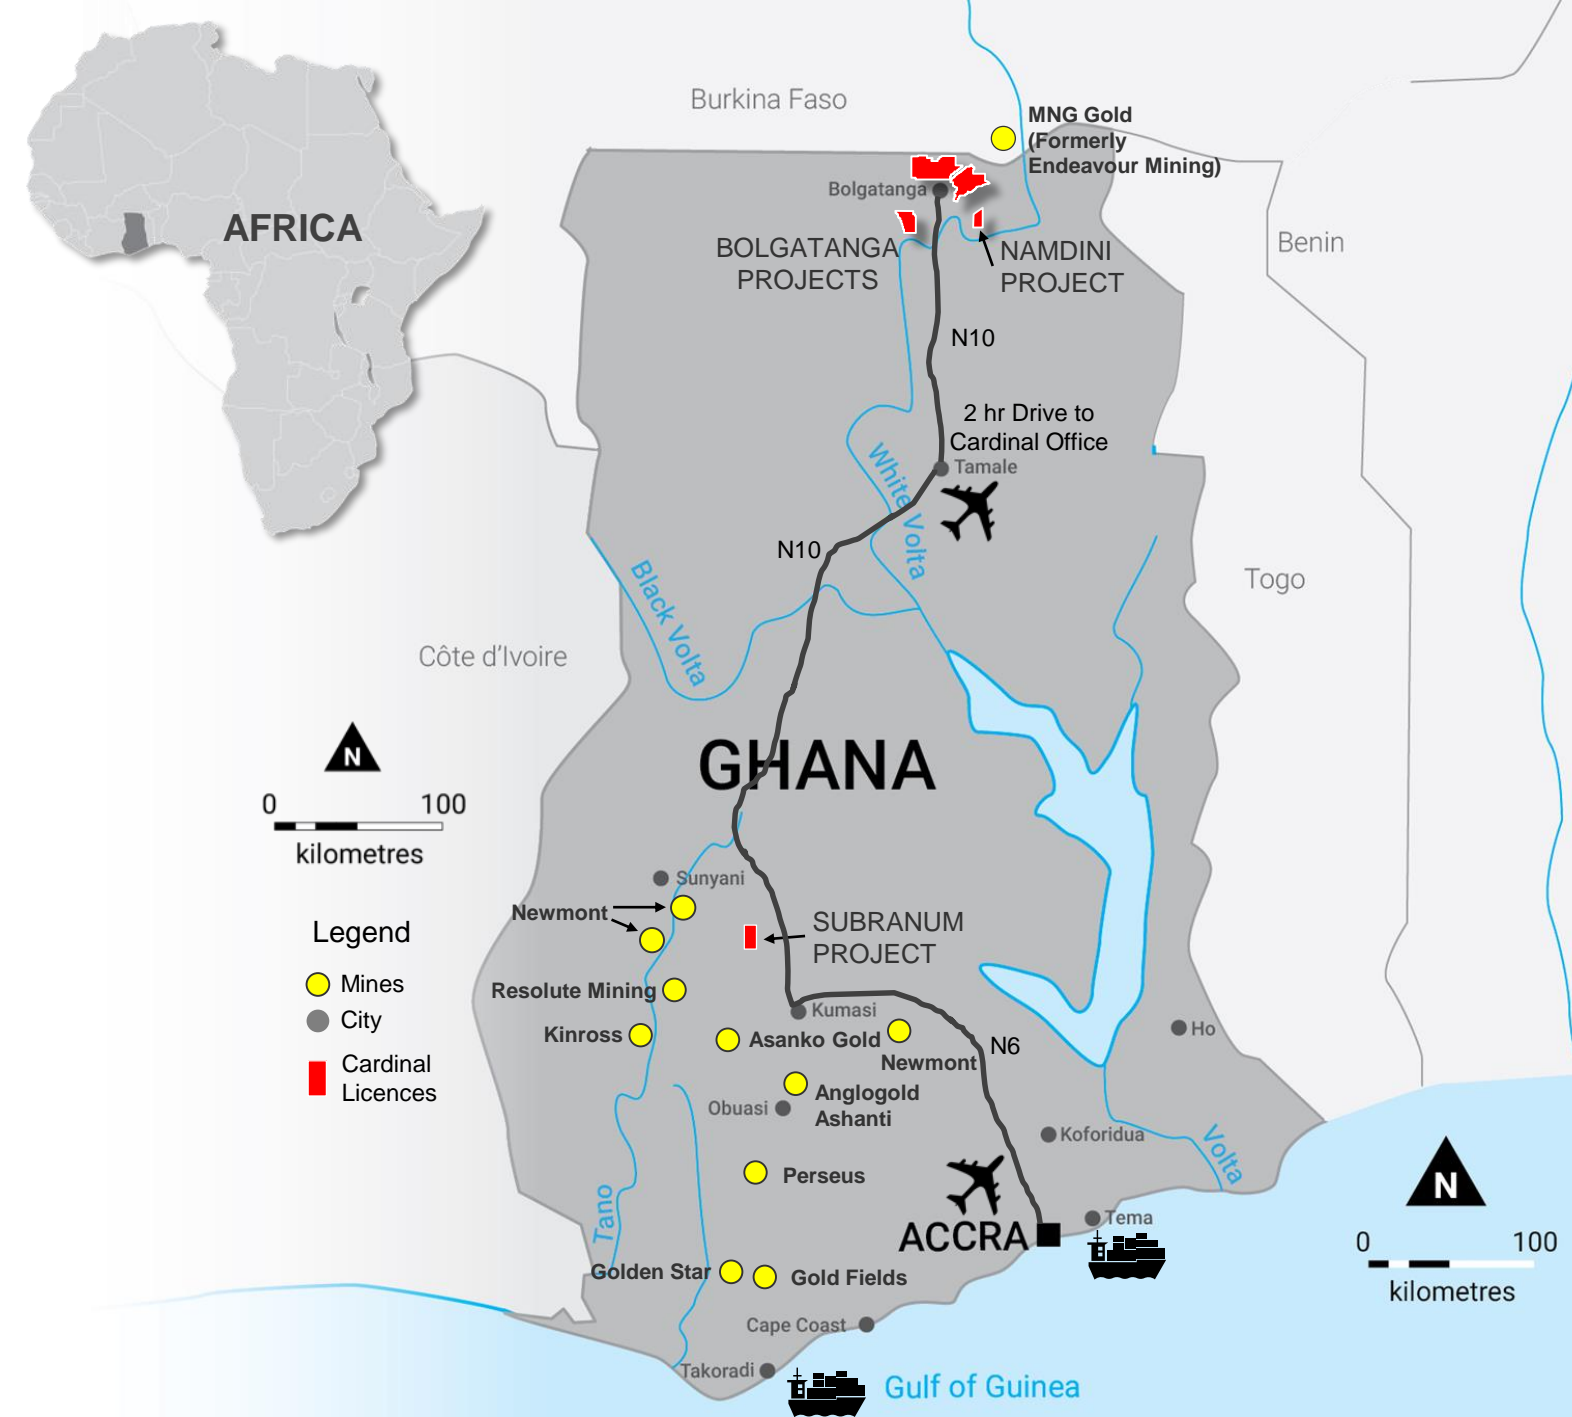 Burkina Faso
MNG Gold
(Formerly
Endeavour Mining)
Bolgatanga
AFRICA
BOLGATANGA
PROJECTS
NAMDINI
PROJECT
Benin
N10
2 hr Drive to
Cardinal Office
Tamale
White Volta
N10
Black Volta
Togo
Côte d'Ivoire
GHANA
N
0 100
kilometres
Sunyani
Newmont
SUBRANUM
PROJECT
Legend
Mines
City
Cardinal
Licences
Resolute Mining
Kumasi
Kinross
Asanko Gold
Newmont
N6
Ho
Anglogold
Ashanti
Obuasi
Koforidua
Volta
Perseus
Tano
ACCRA
Tema
N
0 100
kilometres
Golden Star
Gold Fields
Cape Coast
Takoradi
Gulf of Guinea